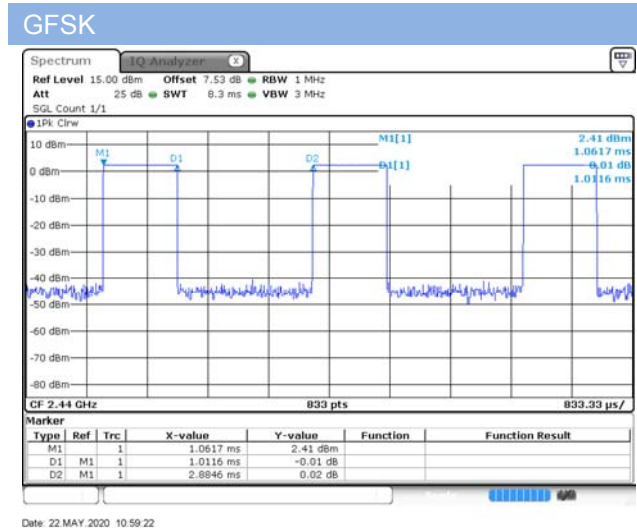 GFSK
Spectrum IQ Analyzer X
Ref Level 15.00 dBm Offset 7.53 dB RBW 1 MHz
Att 25 dB SWT 8.3 ms VBW 3 MHz
SGL Count 1/1
1Pk Clrw
M1[1] 2.41 dBm
1.0617 ms
D1[1] -0.01 dB
1.0116 ms
M1 D1 D2
10 dBm
0 dBm
-10 dBm
-20 dBm
-30 dBm
-40 dBm
-50 dBm
-60 dBm
-70 dBm
-80 dBm
CF 2.44 GHz 833 pts 833.33 µs/
Marker
Type Ref Trc X-value Y-value Function Function Result
M1 1 1.0617 ms 2.41 dBm
D1 M1 1 1.0116 ms -0.01 dB
D2 M1 1 2.8846 ms 0.02 dB
Date: 22.MAY.2020 10:59:22